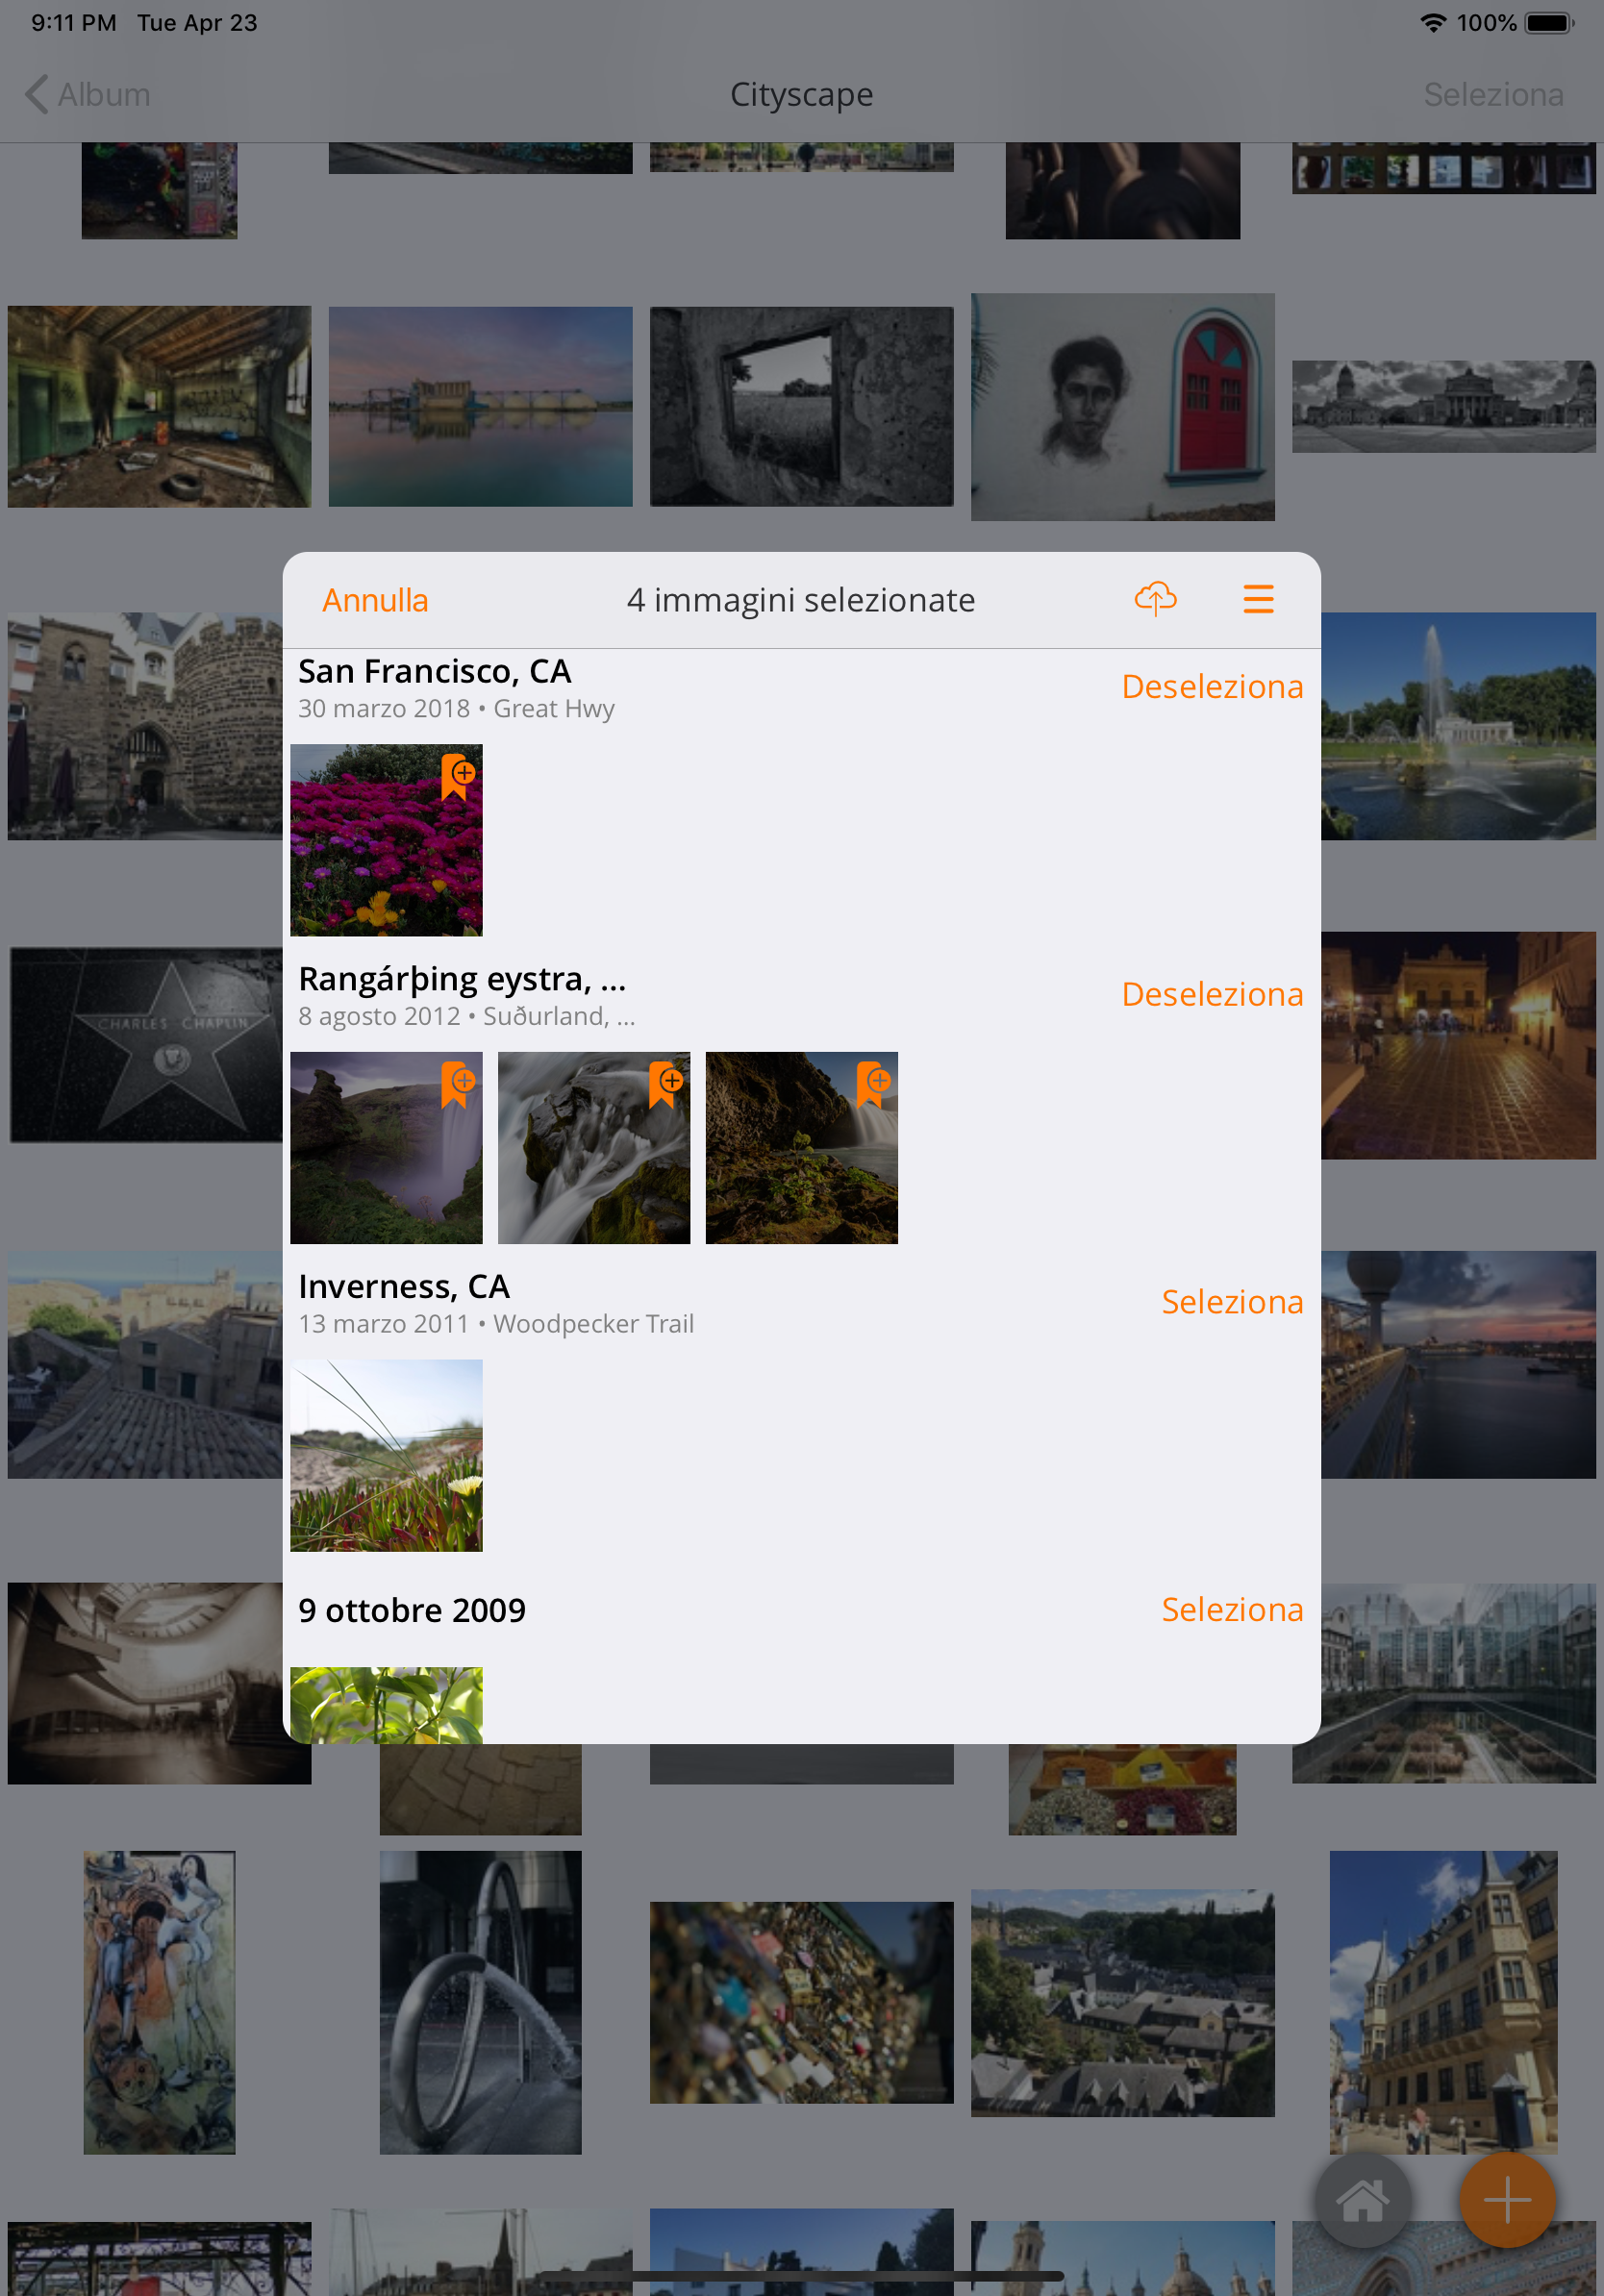 9:11 PM Tue Apr 23 100%
Album Cityscape Seleziona
CHARLES CHAPLIN
Annulla 4 immagini selezionate
San Francisco, CA
30 marzo 2018 • Great Hwy
Deseleziona
Rangárþing eystra, ...
8 agosto 2012 • Suðurland, ...
Deseleziona
Inverness, CA
13 marzo 2011 • Woodpecker Trail
Seleziona
9 ottobre 2009
Seleziona